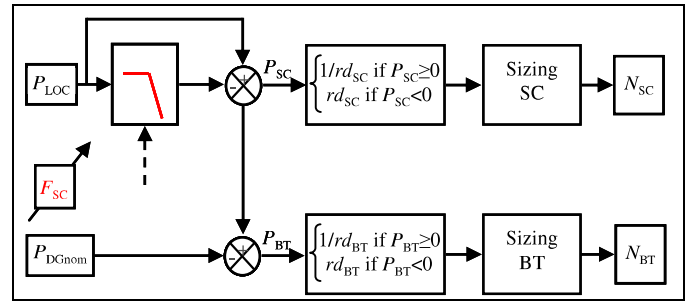 P_LOC
+
-
P_SC
1/rd_SC if P_SC≥0
rd_SC if P_SC<0
Sizing
SC
N_SC
F_SC
P_DGnom
+
-
P_BT
1/rd_BT if P_BT≥0
rd_BT if P_BT<0
Sizing
BT
N_BT